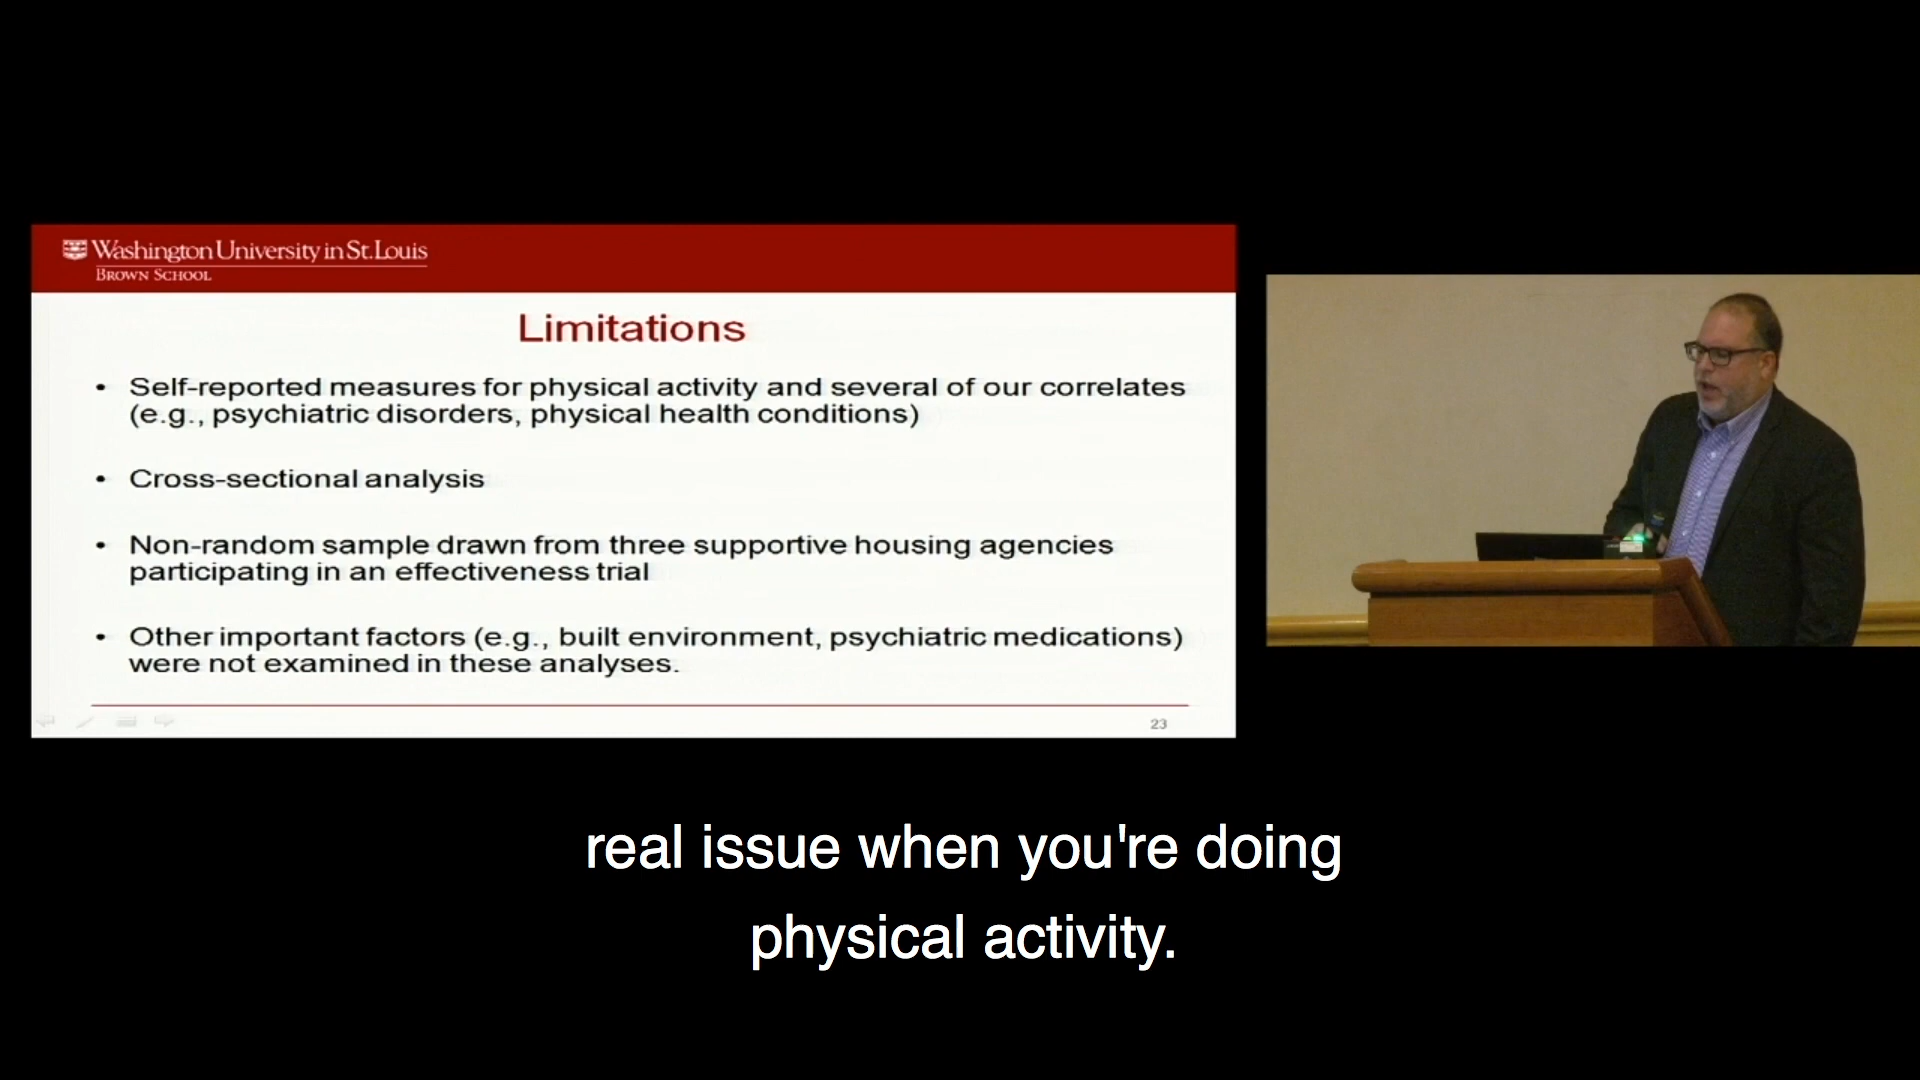 Washington University in St. Louis
Brown School
Limitations
• Self-reported measures for physical activity and several of our correlates
(e.g., psychiatric disorders, physical health conditions)
• Cross-sectional analysis
• Non-random sample drawn from three supportive housing agencies
participating in an effectiveness trial
• Other important factors (e.g., built environment, psychiatric medications)
were not examined in these analyses.
23
real issue when you're doing
physical activity.